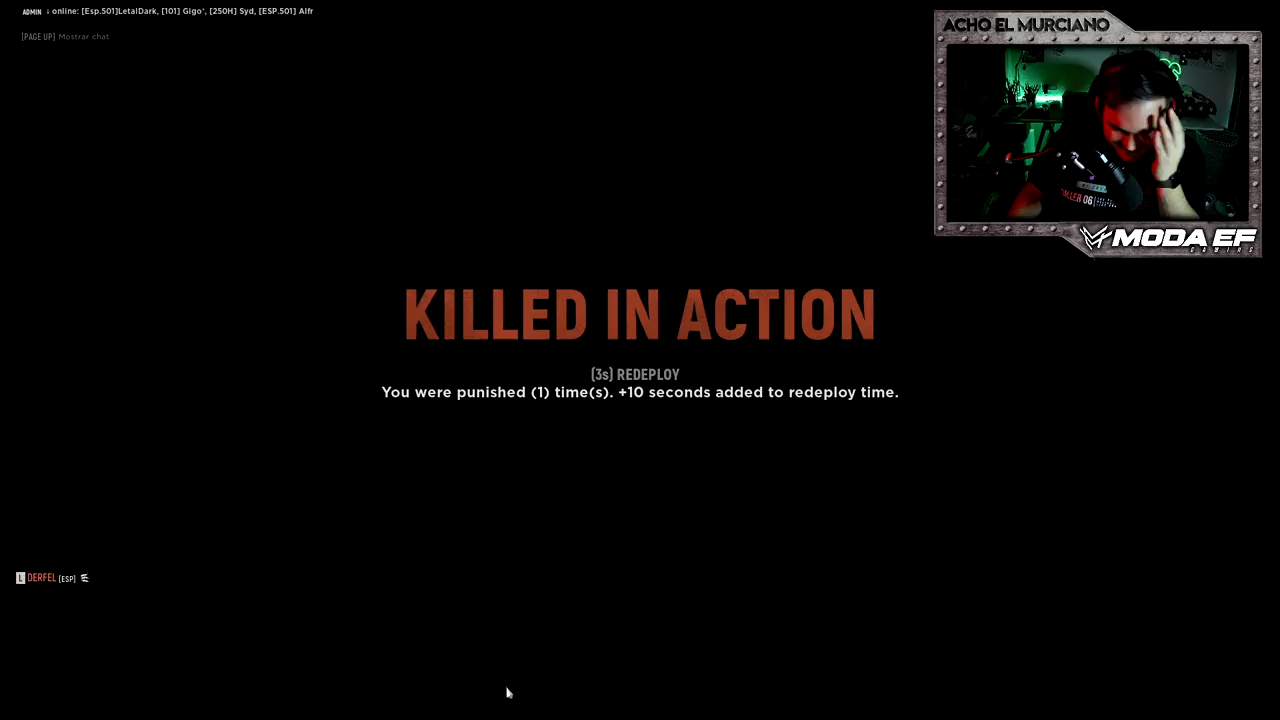 ADMIN ↓ online: [Esp.501]LetalDark, [101] Gigo*, [250H] Syd, [ESP.501] Alfr
[PAGE UP] Mostrar chat
ACHO EL MURCIANO
MODA EF
KILLED IN ACTION
(3s) REDEPLOY
You were punished (1) time(s). +10 seconds added to redeploy time.
L DERFEL [ESP]